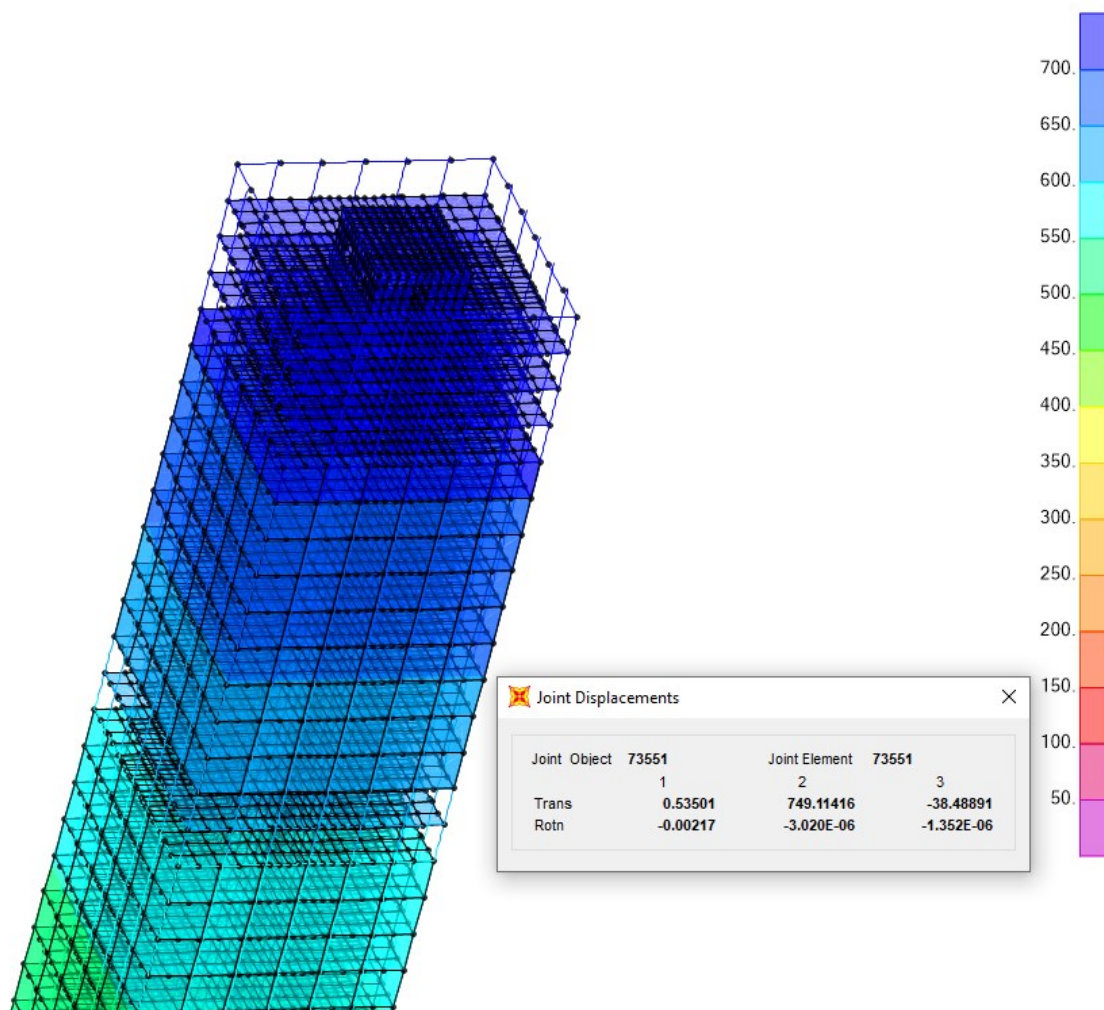 700.
650.
600.
550.
500.
450.
400.
350.
300.
250.
200.
150.
100.
50.
Joint Displacements
Joint Object 73551 Joint Element 73551
1 2 3
Trans 0.53501 749.11416 -38.48891
Rotn -0.00217 -3.020E-06 -1.352E-06